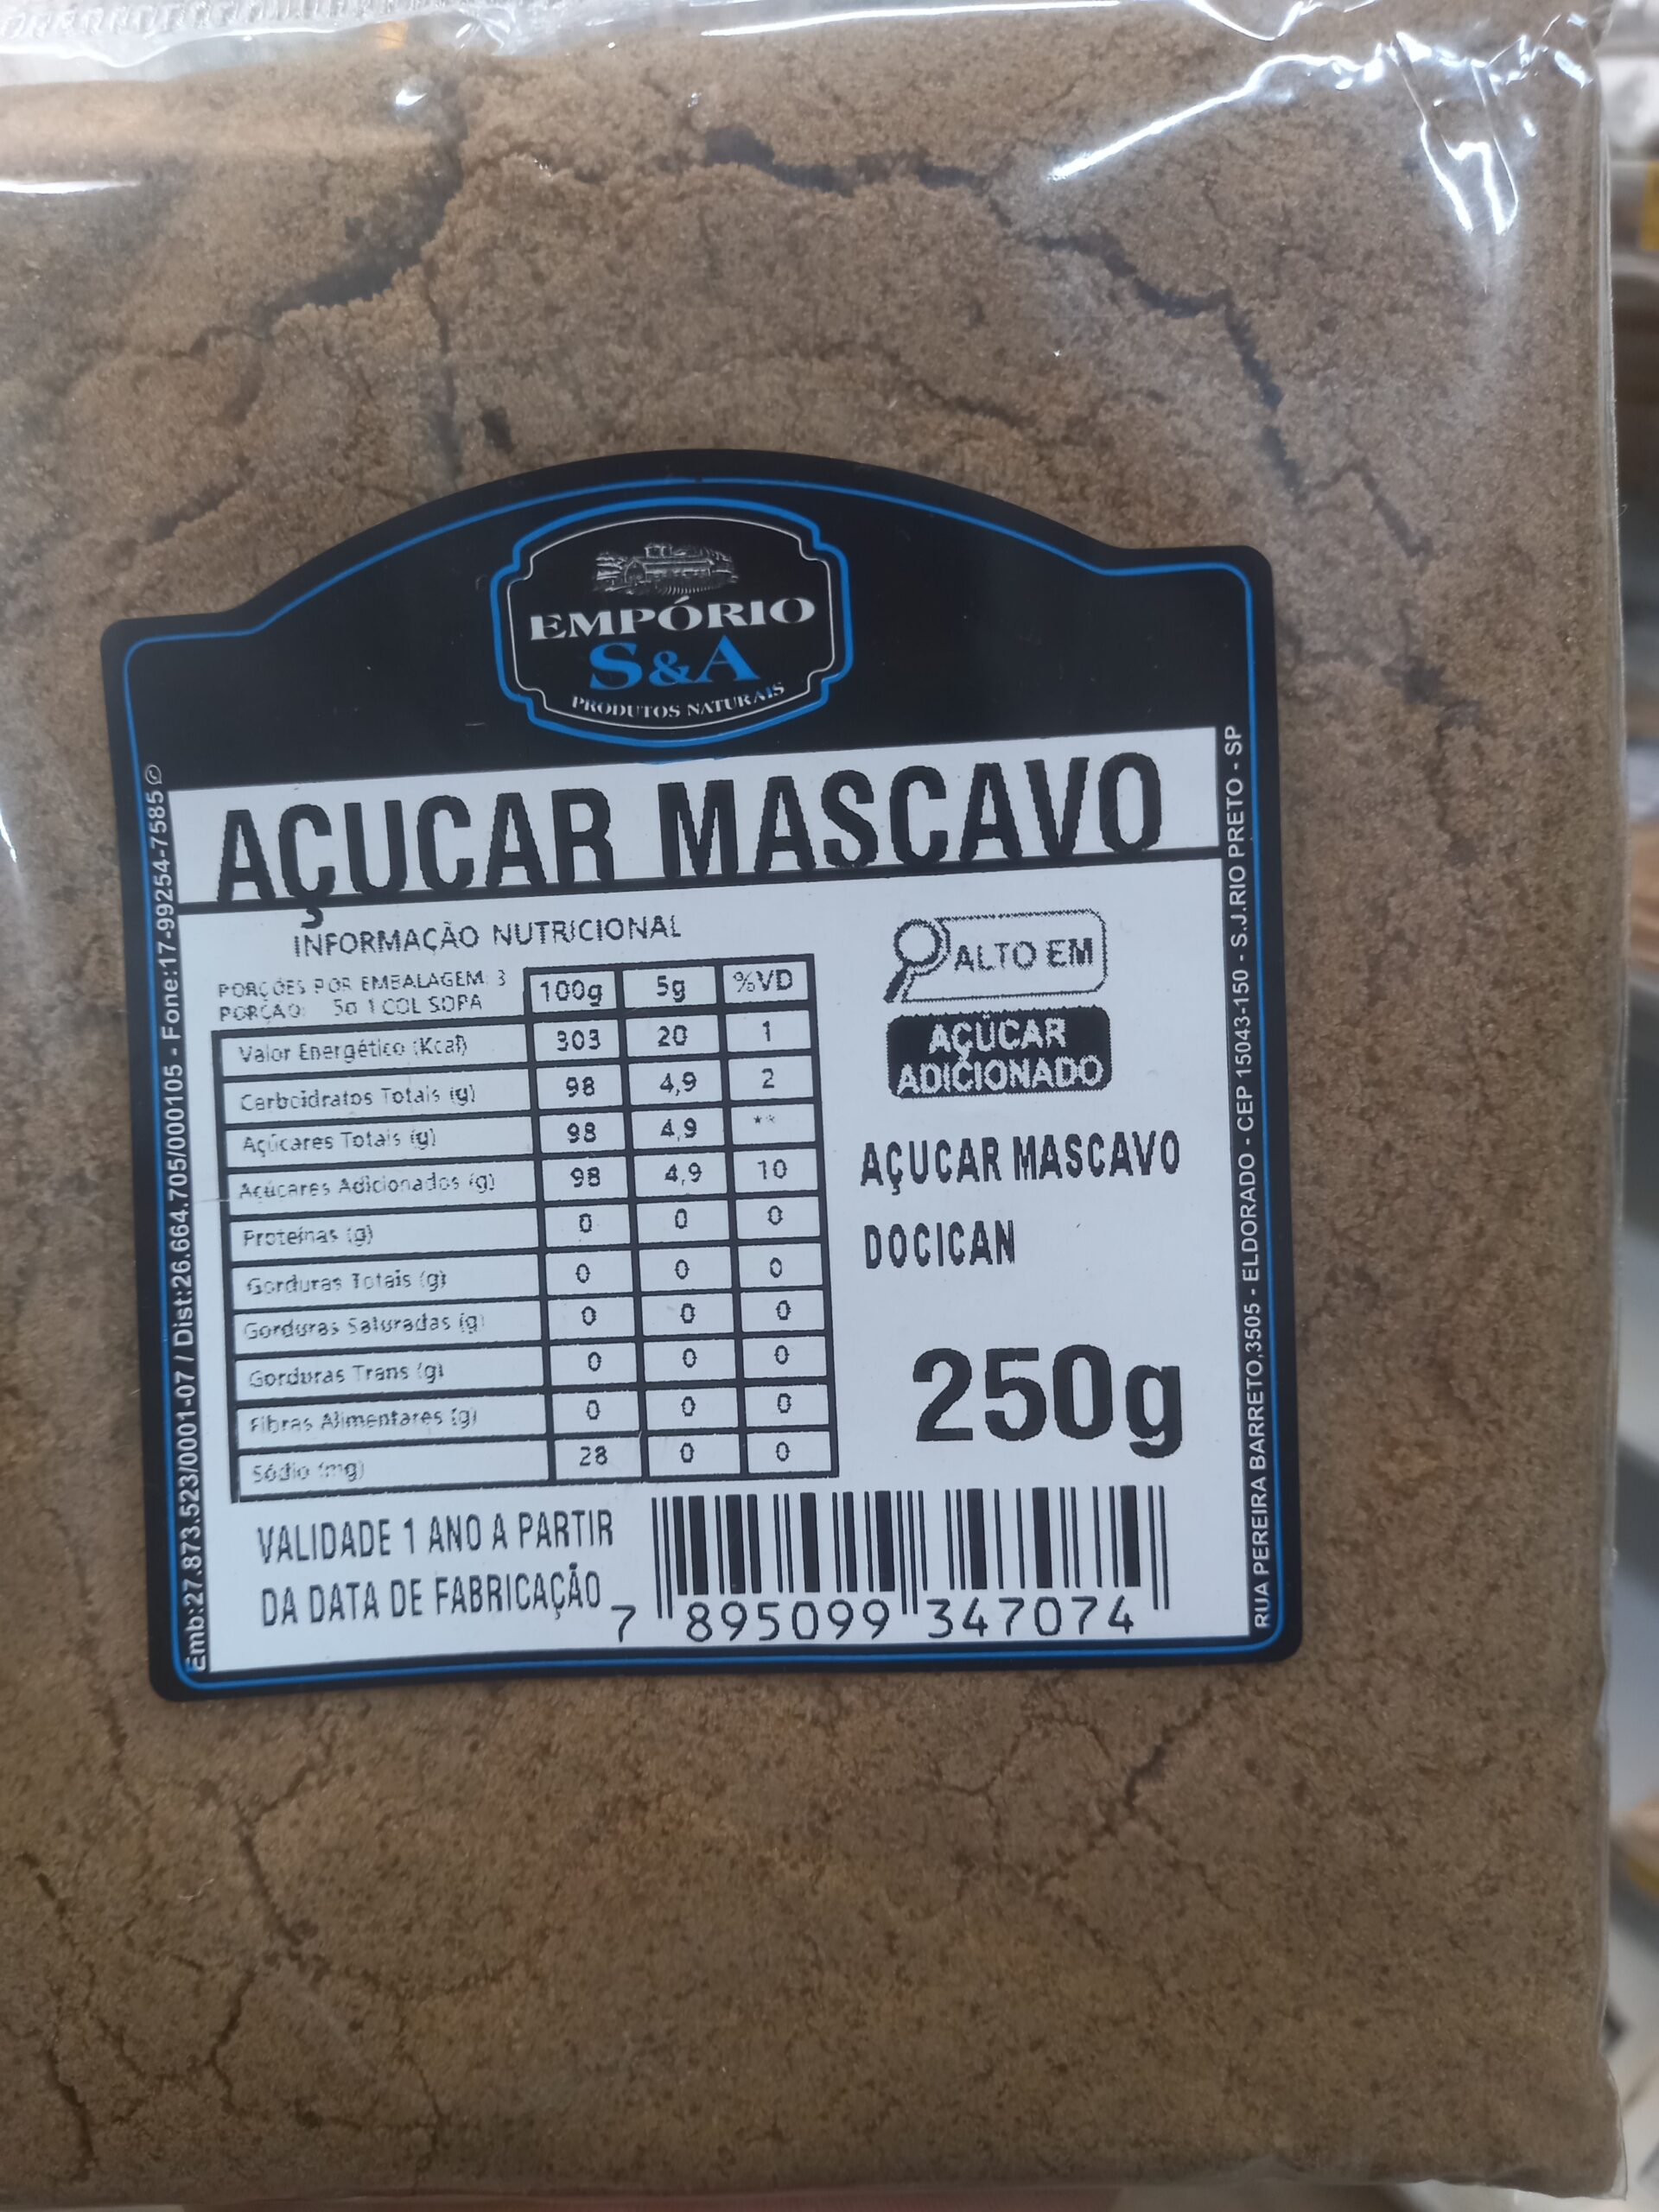 EMPÓRIO
S&A
PRODUTOS NATURAIS
AÇUCAR MASCAVO
INFORMAÇÃO NUTRICIONAL
PORÇÕES POR EMBALAGEM: 3
PORÇÃO: 5g 1 COL SOPA
100g 5g %VD
Valor Energético (Kcal) 303 20 1
Carboidratos Totais (g) 98 4,9 2
Açúcares Totais (g) 98 4,9 **
Açúcares Adicionados (g) 98 4,9 10
Proteínas (g) 0 0 0
Gorduras Totais (g) 0 0 0
Gorduras Saturadas (g) 0 0 0
Gorduras Trans (g) 0 0 0
Fibras Alimentares (g) 0 0 0
Sódio (mg) 28 0 0
ALTO EM
AÇÚCAR
ADICIONADO
AÇUCAR MASCAVO
DOCICAN
250g
VALIDADE 1 ANO A PARTIR
DA DATA DE FABRICAÇÃO
7 895099 347074
Emb:27.873.523/0001-07 / Dist:26.664.705/000105 - Fone:17-99254-7585©
RUA PEREIRA BARRETO,3505 - ELDORADO - CEP 15043-150 - S.J.RIO PRETO - SP